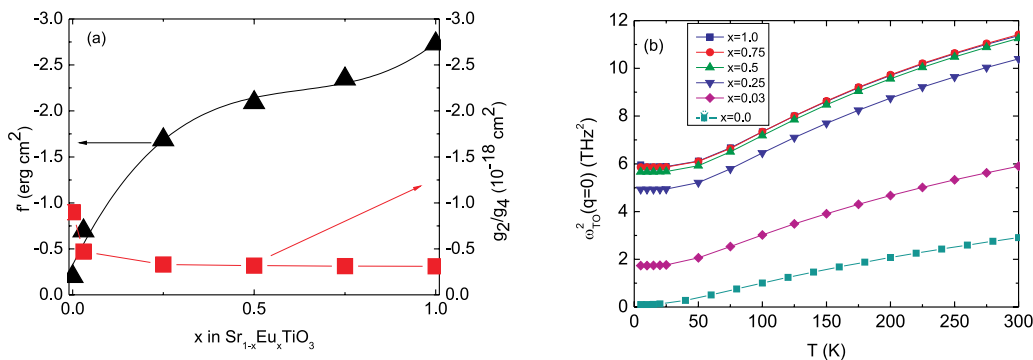 (a)
-3.0
-2.5
-2.0
-1.5
-1.0
-0.5
0.0
f' (erg cm²)
-3.0
-2.5
-2.0
-1.5
-1.0
-0.5
0.0
g₂/g₄ (10⁻¹⁸ cm²)
0.0 0.5 1.0
x in Sr₁₋ₓEuₓTiO₃
(b)
x=1.0
x=0.75
x=0.5
x=0.25
x=0.03
x=0.0
12
10
8
6
4
2
0
ω²_TO(q=0) (THz²)
0 50 100 150 200 250 300
T (K)